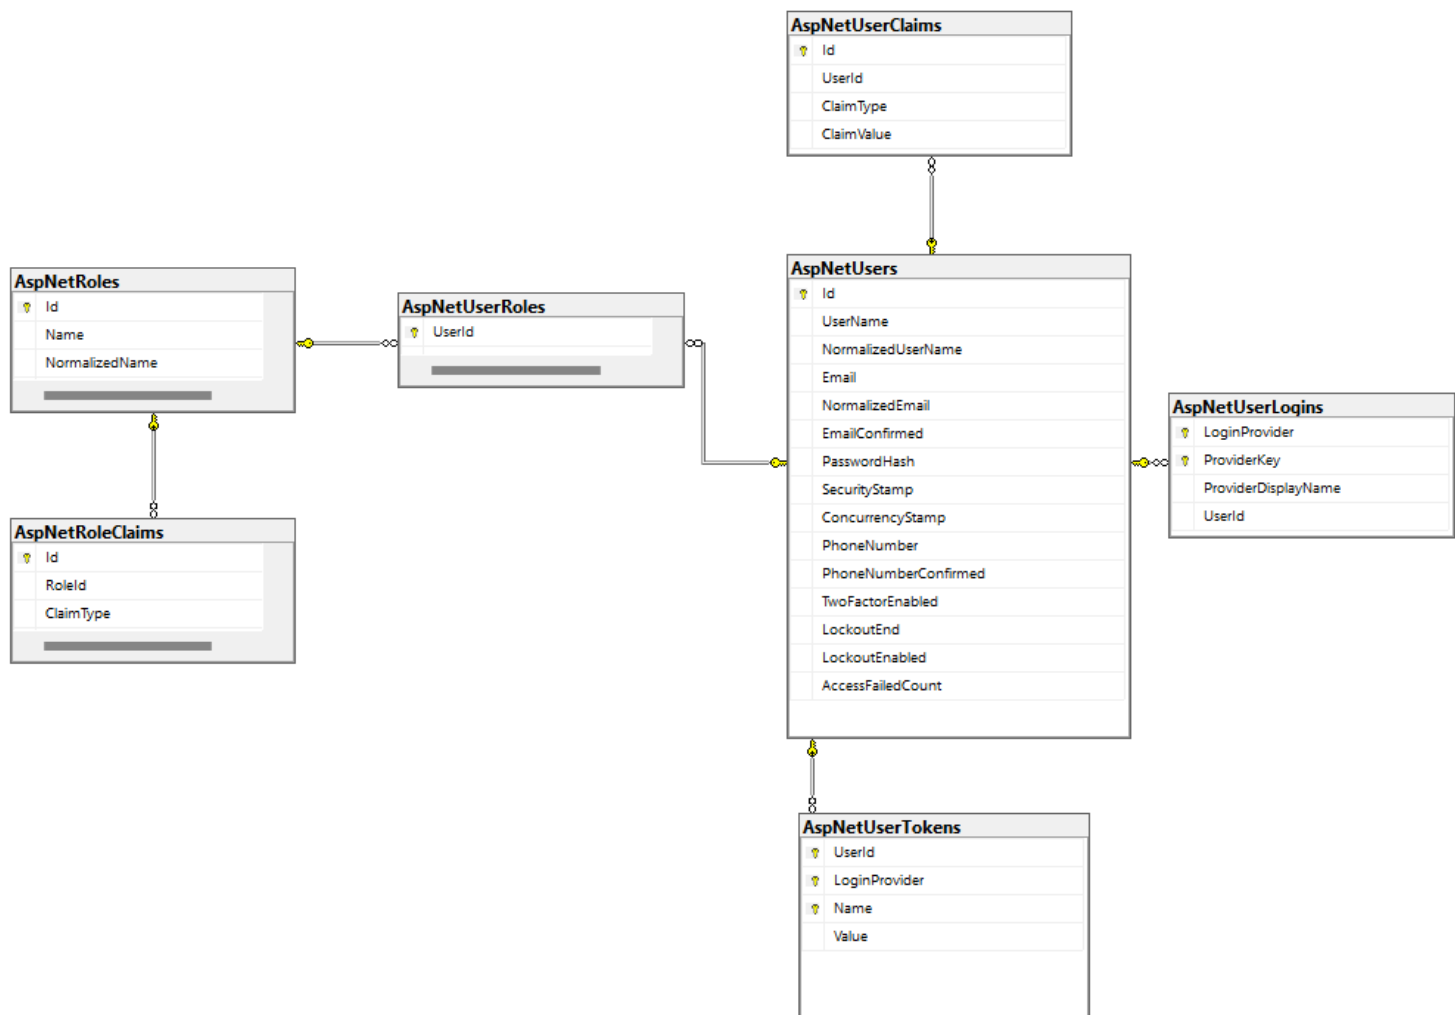 AspNetUserClaims
Id
UserId
ClaimType
ClaimValue
AspNetRoles
Id
Name
NormalizedName
AspNetUserRoles
UserId
AspNetUsers
Id
UserName
NormalizedUserName
Email
NormalizedEmail
EmailConfirmed
PasswordHash
SecurityStamp
ConcurrencyStamp
PhoneNumber
PhoneNumberConfirmed
TwoFactorEnabled
LockoutEnd
LockoutEnabled
AccessFailedCount
AspNetUserLogins
LoginProvider
ProviderKey
ProviderDisplayName
UserId
AspNetRoleClaims
Id
RoleId
ClaimType
AspNetUserTokens
UserId
LoginProvider
Name
Value